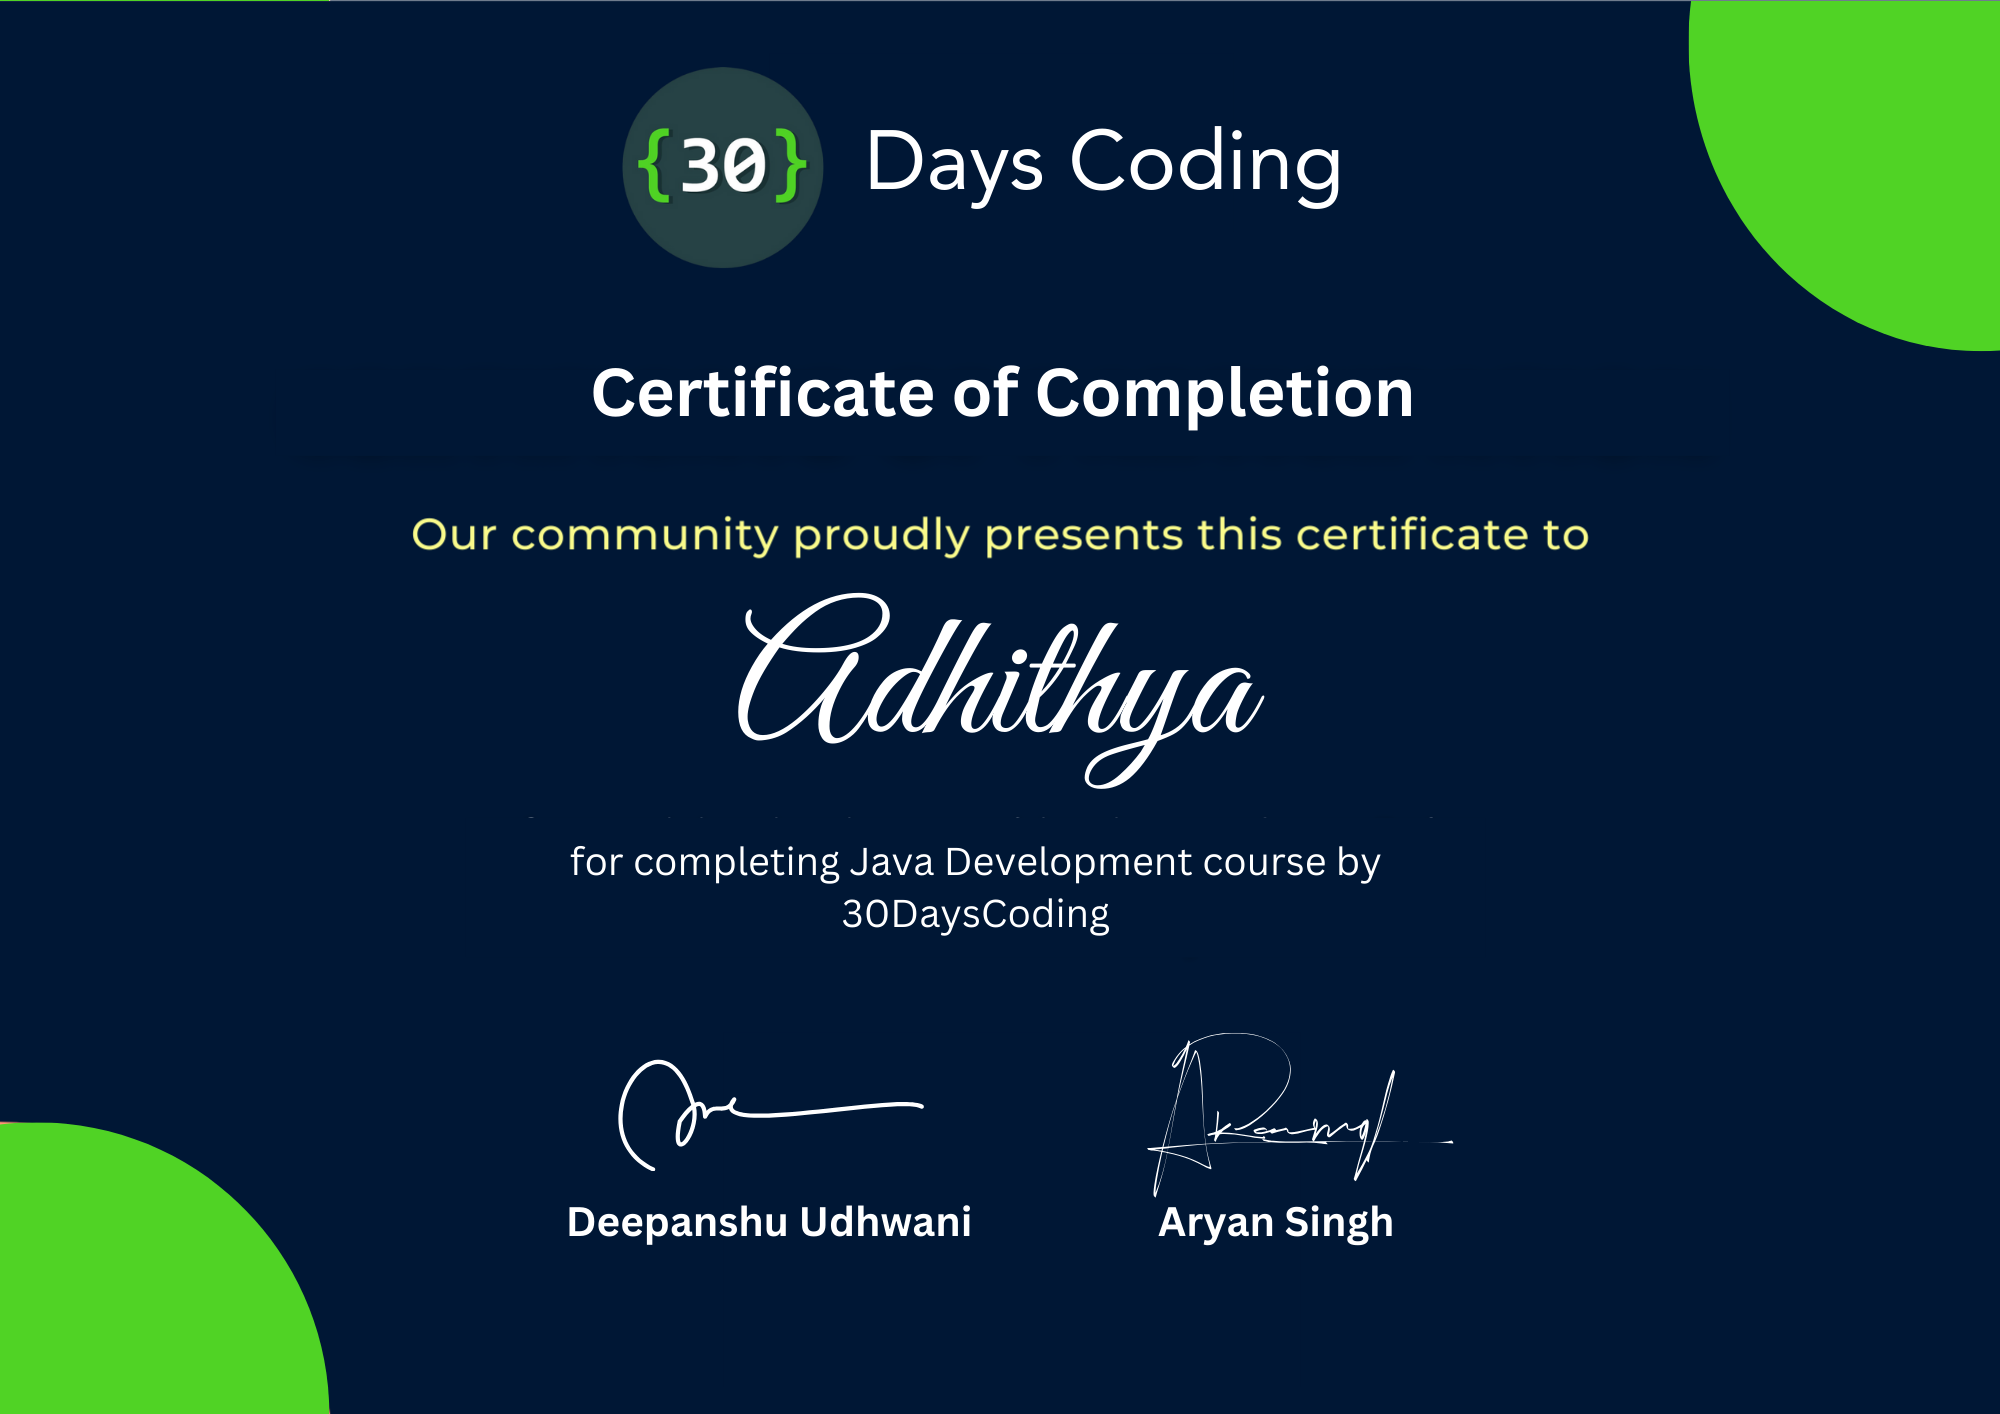 {30} Days Coding
Certificate of Completion
Our community proudly presents this certificate to
Adhithya
for completing Java Development course by
30DaysCoding
Deepanshu Udhwani
Aryan Singh